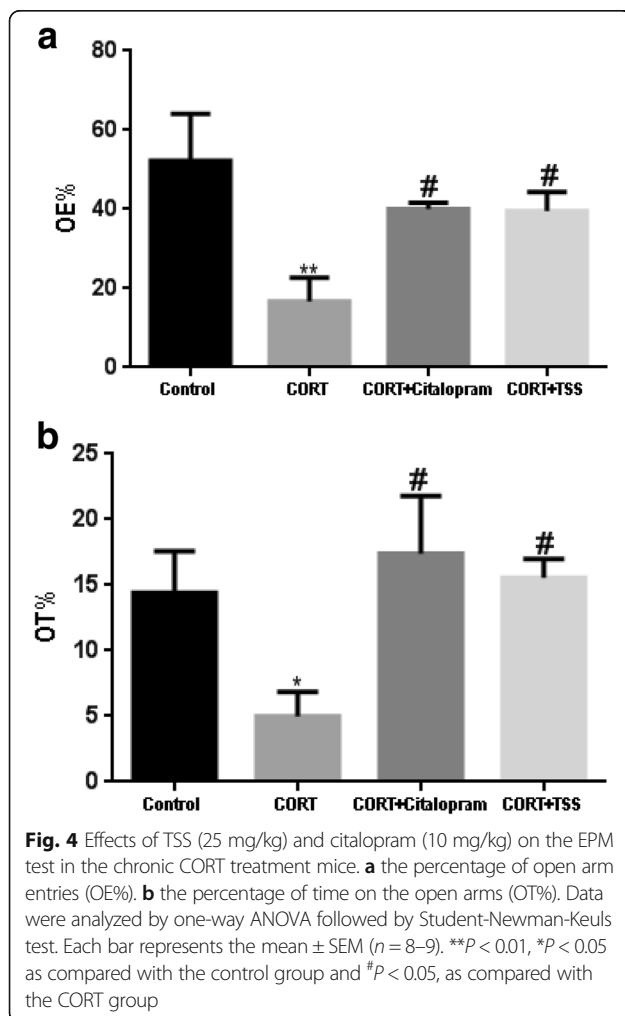 a
80
60
40
20
0
OE%
#
#
**
Control CORT CORT+Citalopram CORT+TSS
b
25
20
15
10
5
0
OT%
#
#
*
Control CORT CORT+Citalopram CORT+TSS
Fig. 4 Effects of TSS (25 mg/kg) and citalopram (10 mg/kg) on the EPM
test in the chronic CORT treatment mice. a the percentage of open arm
entries (OE%). b the percentage of time on the open arms (OT%). Data
were analyzed by one-way ANOVA followed by Student-Newman-Keuls
test. Each bar represents the mean ± SEM (n = 8–9). **P < 0.01, *P < 0.05
as compared with the control group and #P < 0.05, as compared with
the CORT group